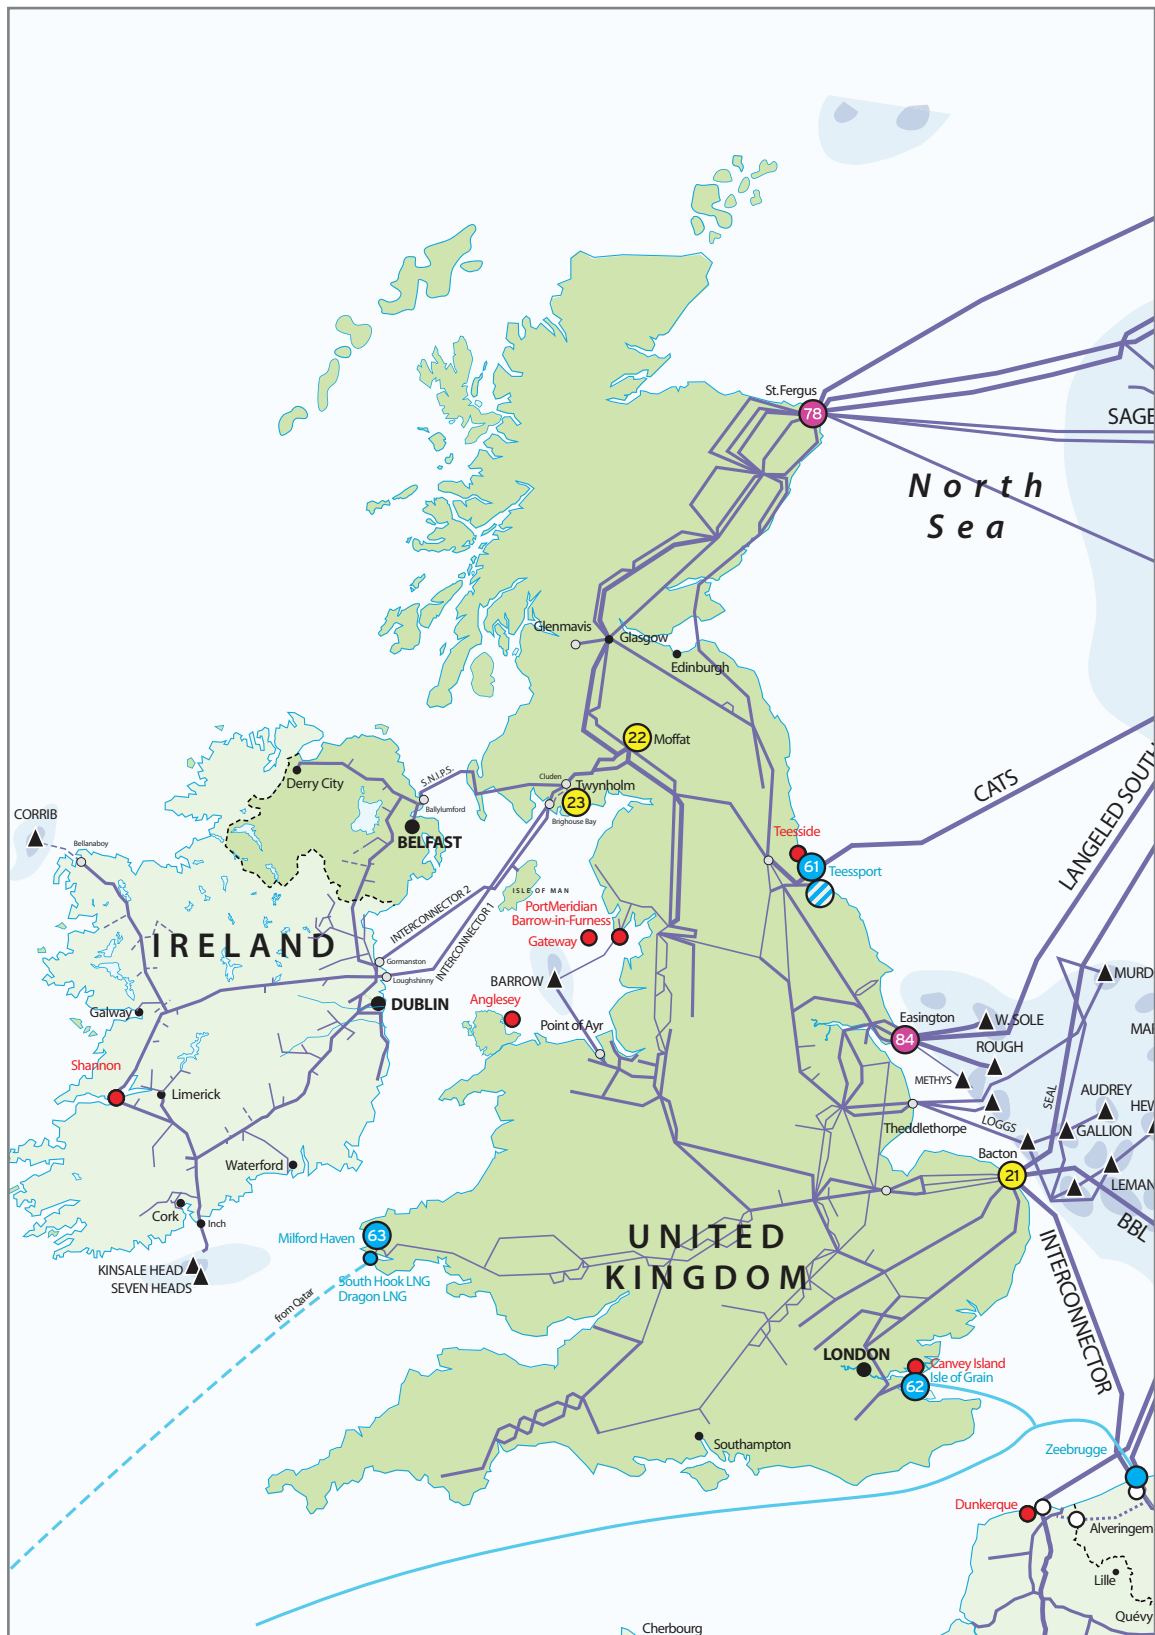 St. Fergus
78
SAGE
North
Sea
Glenmavis
Glasgow
Edinburgh
22
Moffat
S.N.I.P.S.
Cluden
Twynholm
23
Brighouse Bay
Derry City
Ballylumford
BELFAST
CORRIB
Bellanaboy
CATS
LANGELED SOUTH
Teesside
61
Teessport
ISLE OF MAN
PortMeridian
Barrow-in-Furness
Gateway
INTERCONNECTOR 2
INTERCONNECTOR 1
IRELAND
Gormanston
Loughshinny
DUBLIN
BARROW
Anglesey
Point of Ayr
Galway
Shannon
Limerick
Waterford
Cork
Inch
KINSALE HEAD
SEVEN HEADS
MURD
Easington
84
W.SOLE
MAI
ROUGH
METHYS
SEAL
AUDREY
HEW
LOGGS
GALLION
Theddlethorpe
Bacton
21
LEMAN
BBL
INTERCONNECTOR
UNITED
KINGDOM
63
Milford Haven
South Hook LNG
Dragon LNG
from Qatar
LONDON
Canvey Island
Isle of Grain
62
Southampton
Zeebrugge
Dunkerque
Alveringem
Lille
Quévy
Cherbourg